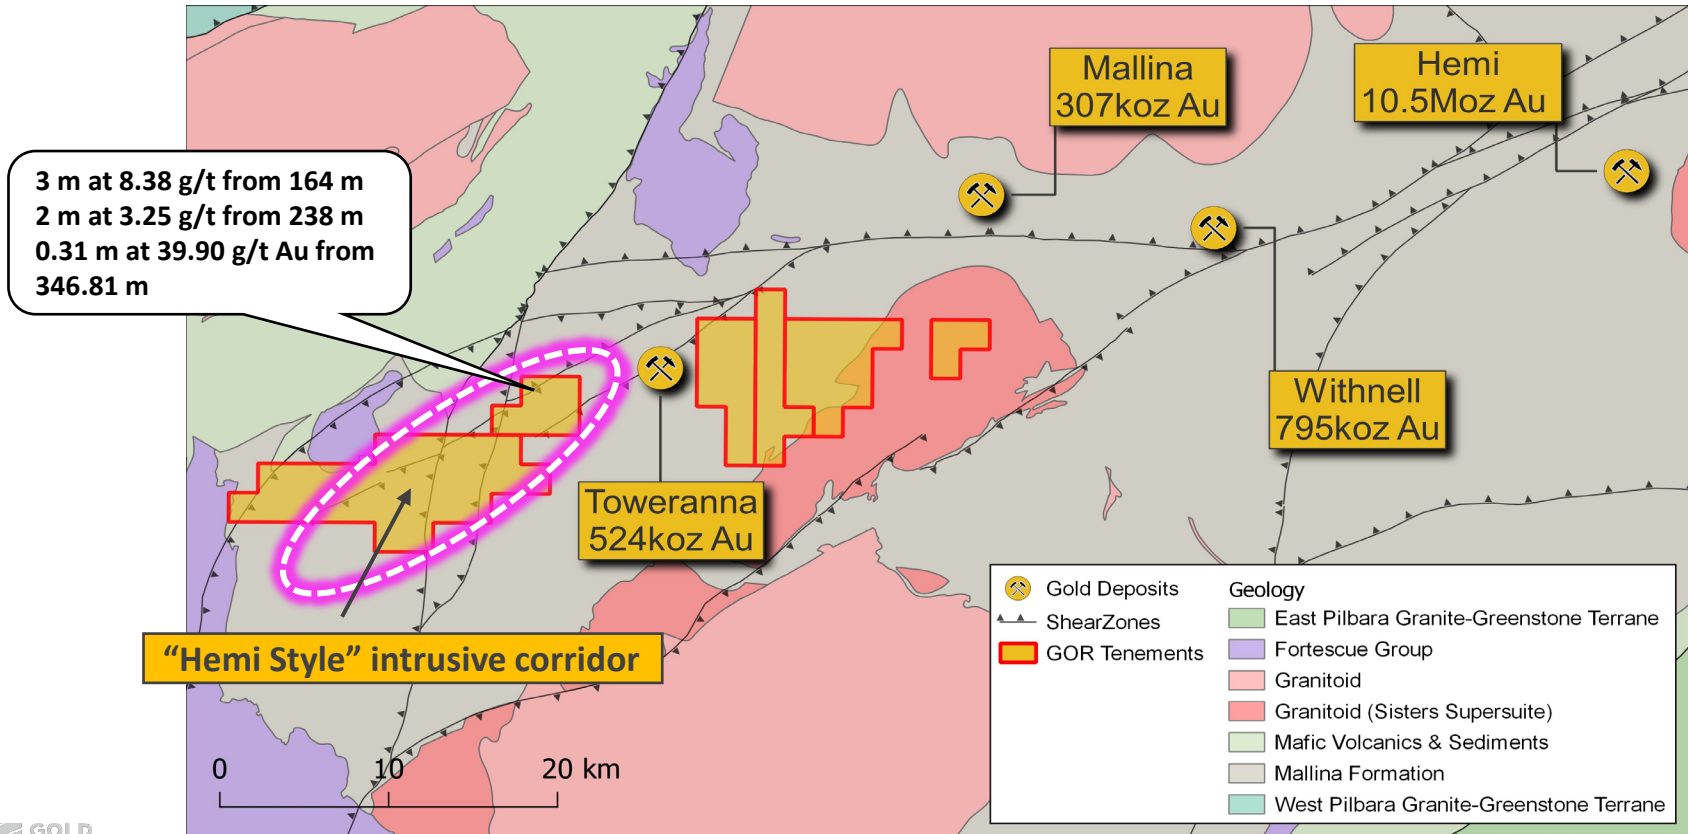 Mallina
307koz Au
Hemi
10.5Moz Au
3 m at 8.38 g/t from 164 m
2 m at 3.25 g/t from 238 m
0.31 m at 39.90 g/t Au from
346.81 m
Withnell
795koz Au
Toweranna
524koz Au
“Hemi Style” intrusive corridor
0 10 20 km
Gold Deposits
ShearZones
GOR Tenements
Geology
East Pilbara Granite-Greenstone Terrane
Fortescue Group
Granitoid
Granitoid (Sisters Supersuite)
Mafic Volcanics & Sediments
Mallina Formation
West Pilbara Granite-Greenstone Terrane
GOLD